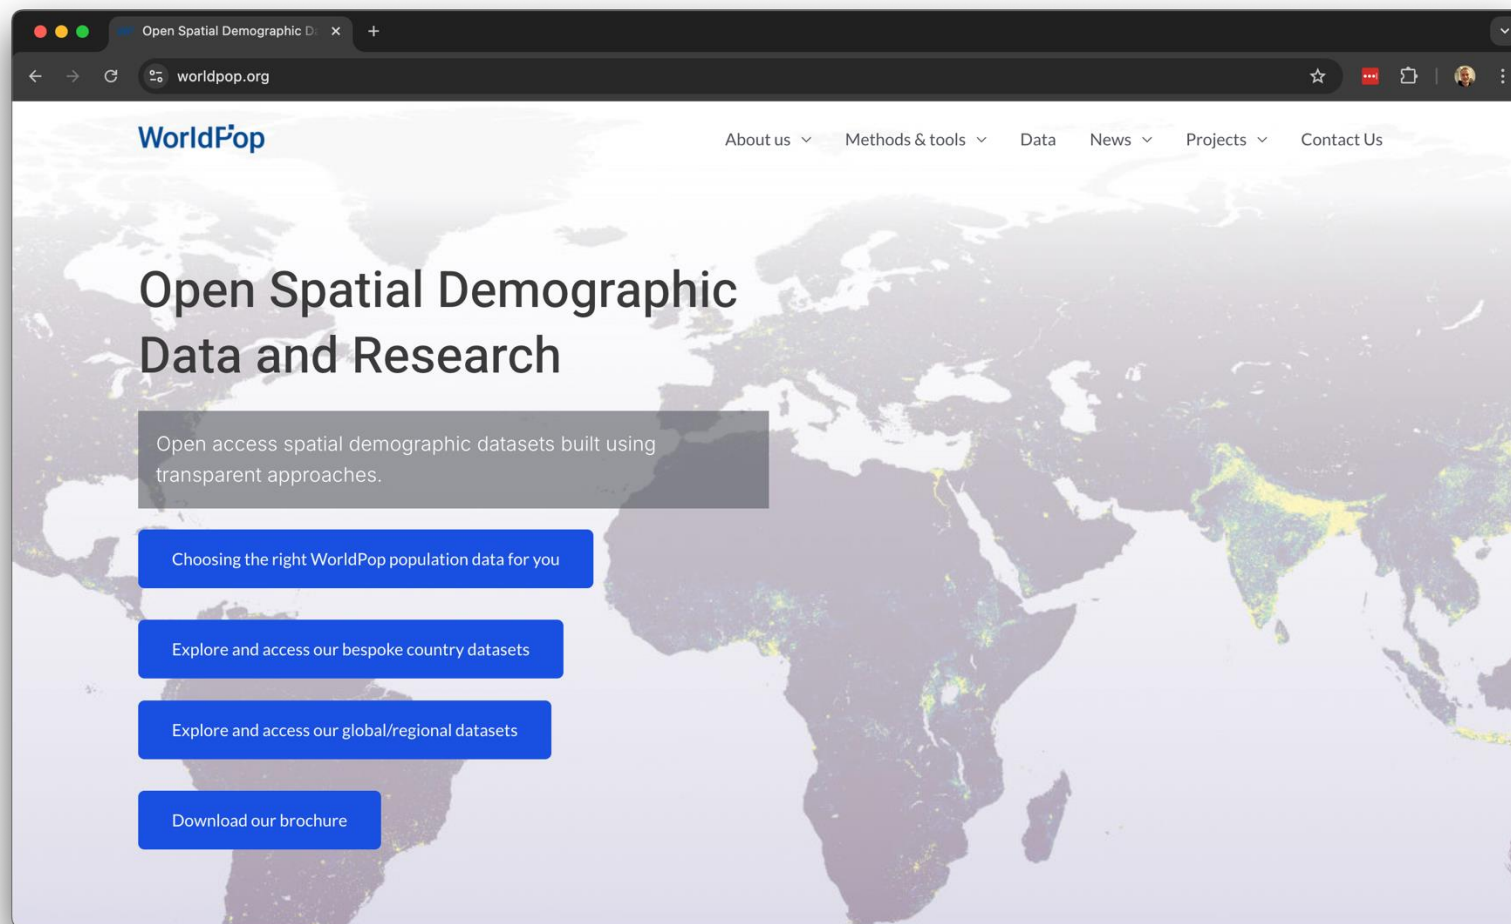 Open Spatial Demographic D
worldpop.org
WorldPop
About us
Methods & tools
Data
News
Projects
Contact Us
Open Spatial Demographic
Data and Research
Open access spatial demographic datasets built using
transparent approaches.
Choosing the right WorldPop population data for you
Explore and access our bespoke country datasets
Explore and access our global/regional datasets
Download our brochure